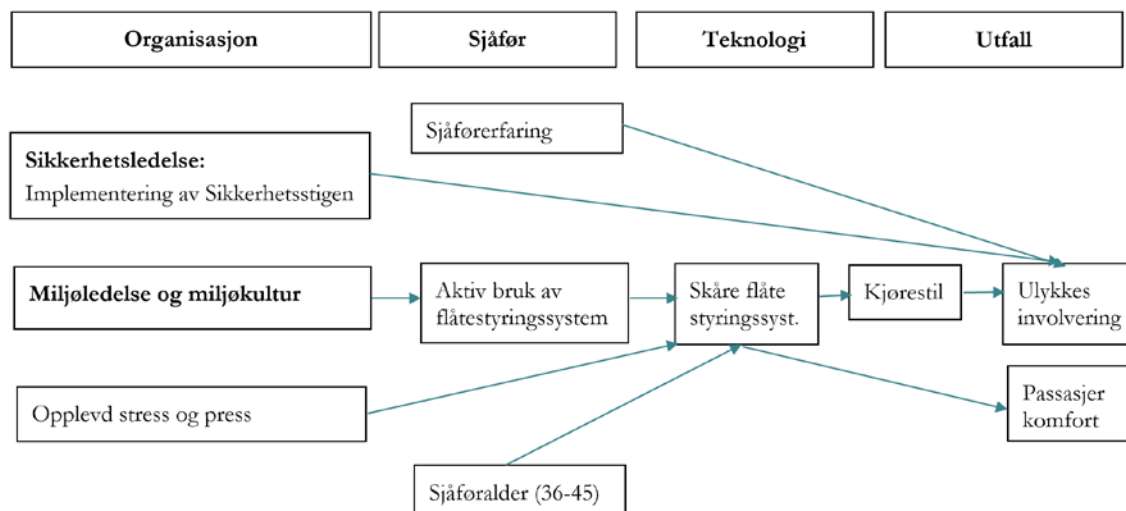 Organisasjon
Sjåfør
Teknologi
Utfall
Sjåførerfaring
Sikkerhetsledelse:
Implementering av Sikkerhetsstigen
Miljøledelse og miljøkultur
Aktiv bruk av
flåtestyringssystem
Skåre flåte
styringssyst.
Kjørestil
Ulykkes
involvering
Opplevd stress og press
Passasjer
komfort
Sjåføralder (36-45)